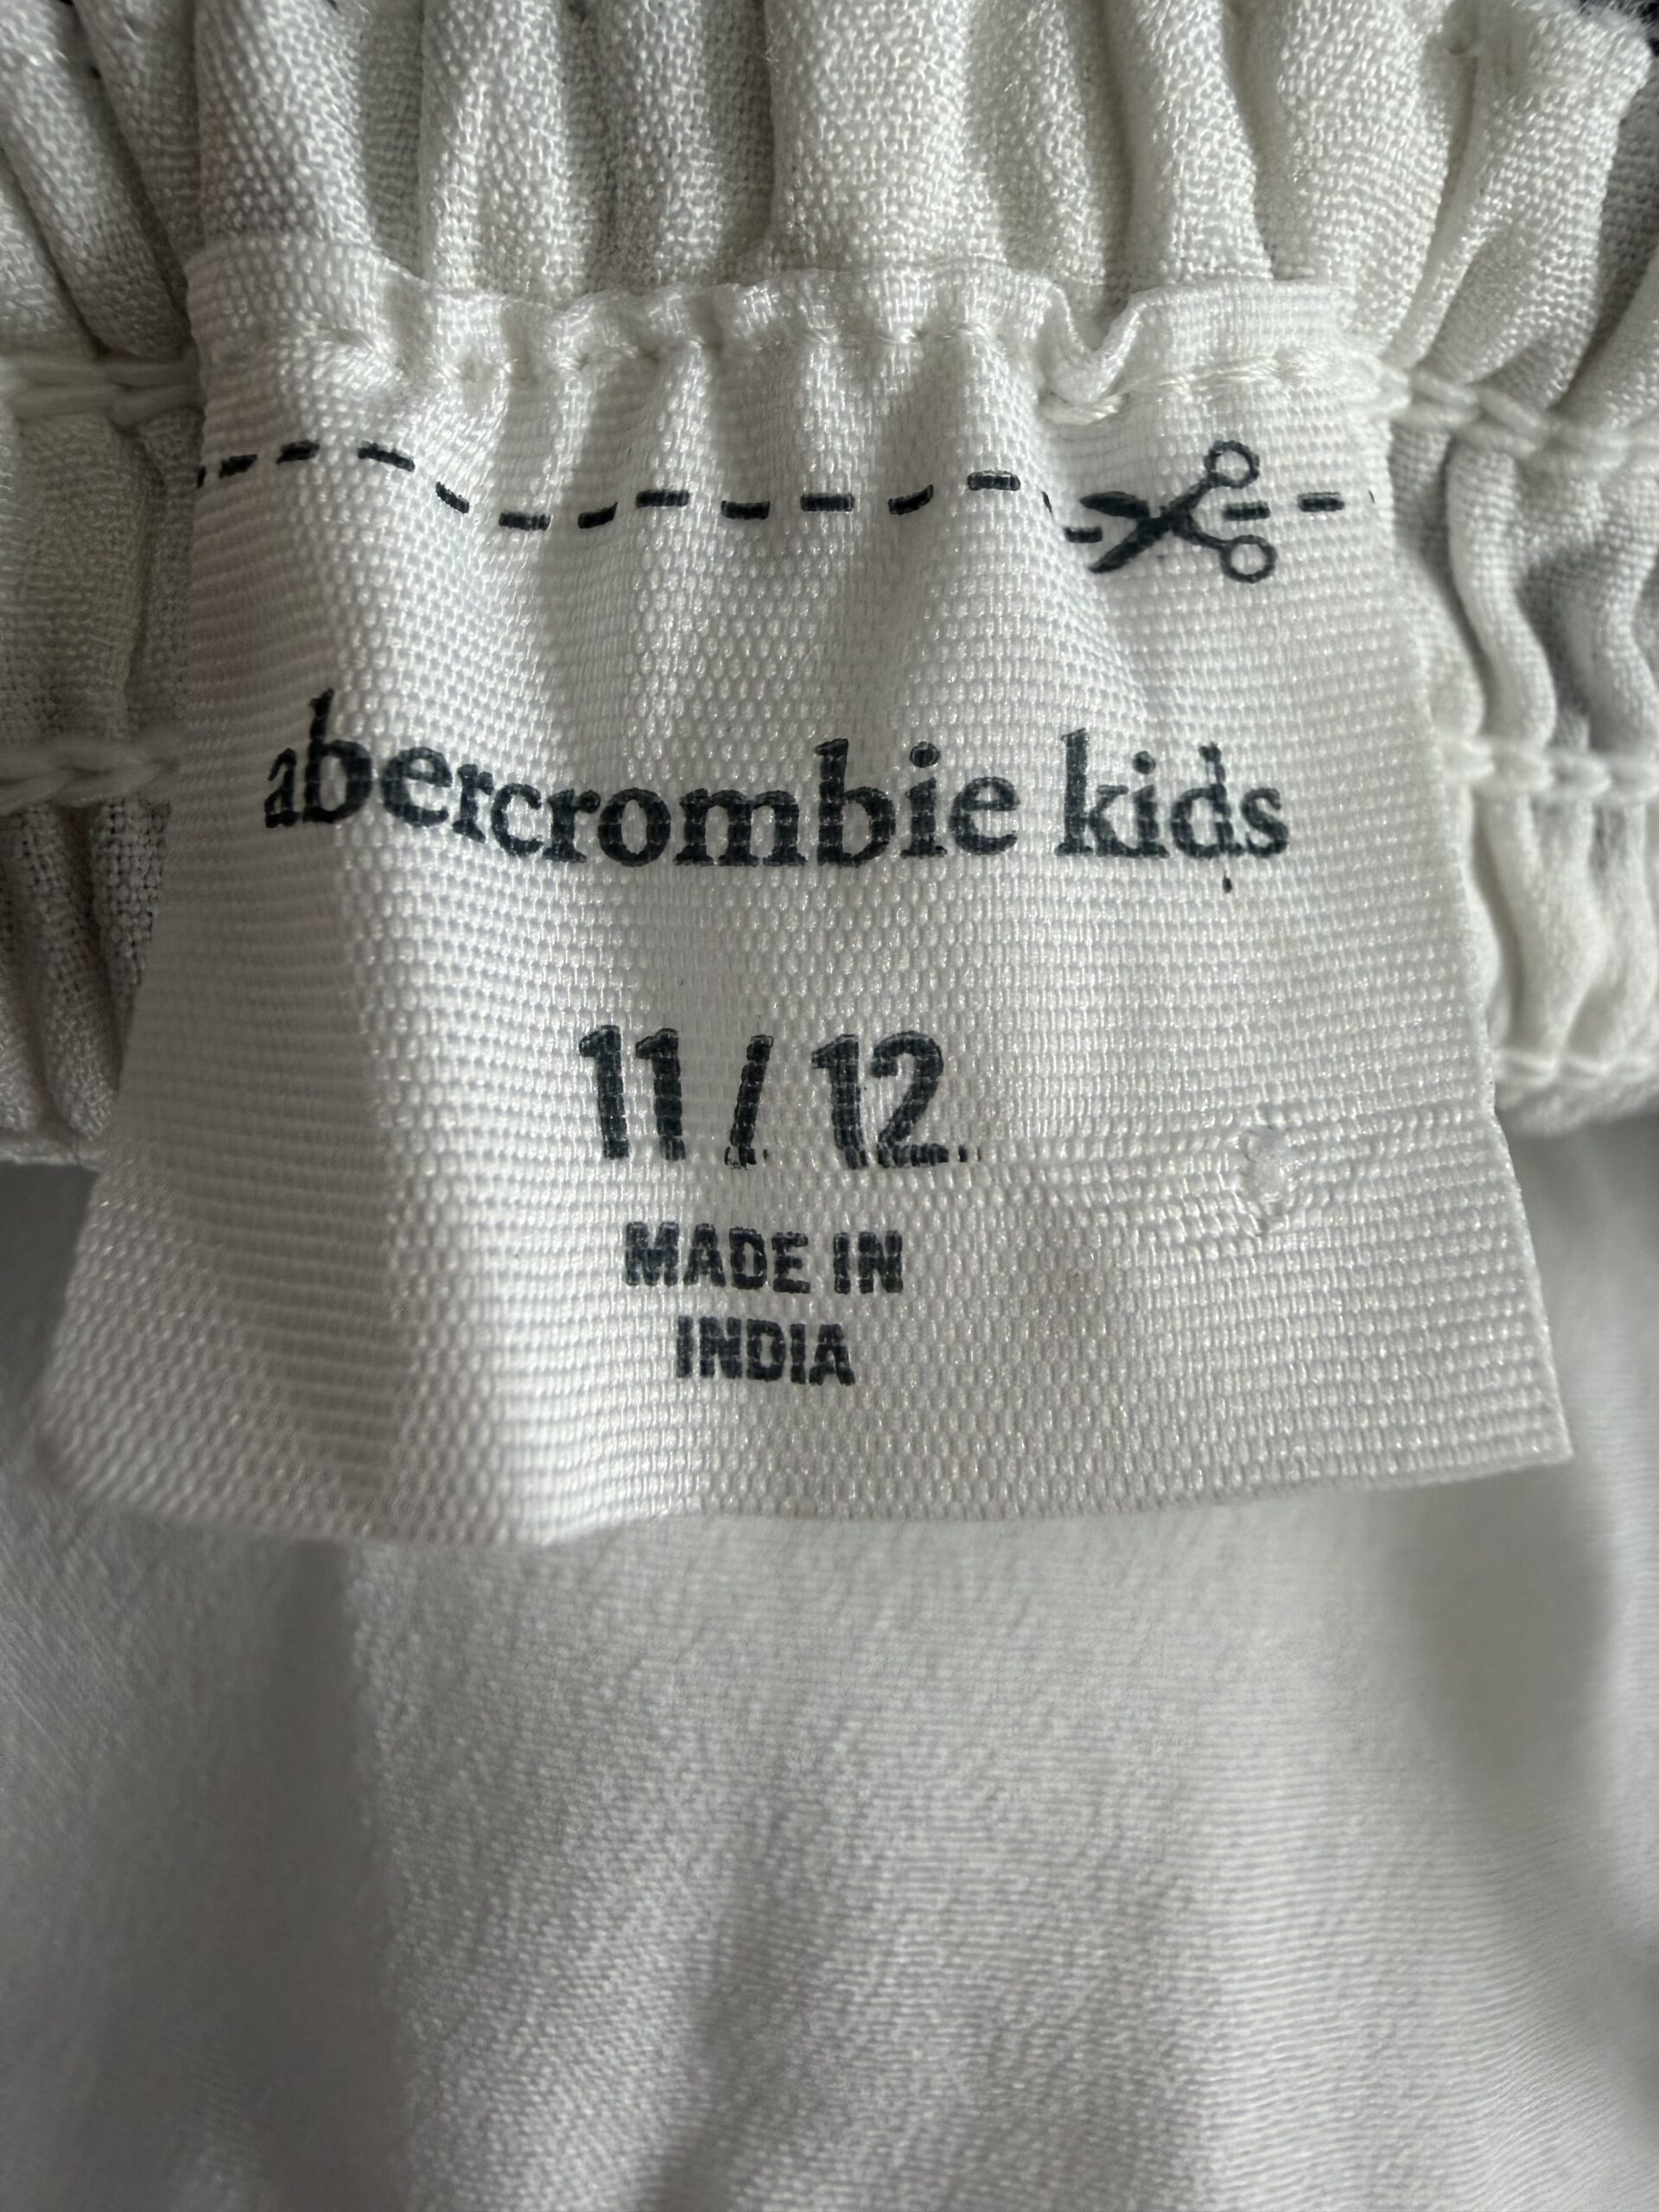 abercrombie kids
11 / 12
MADE IN
INDIA